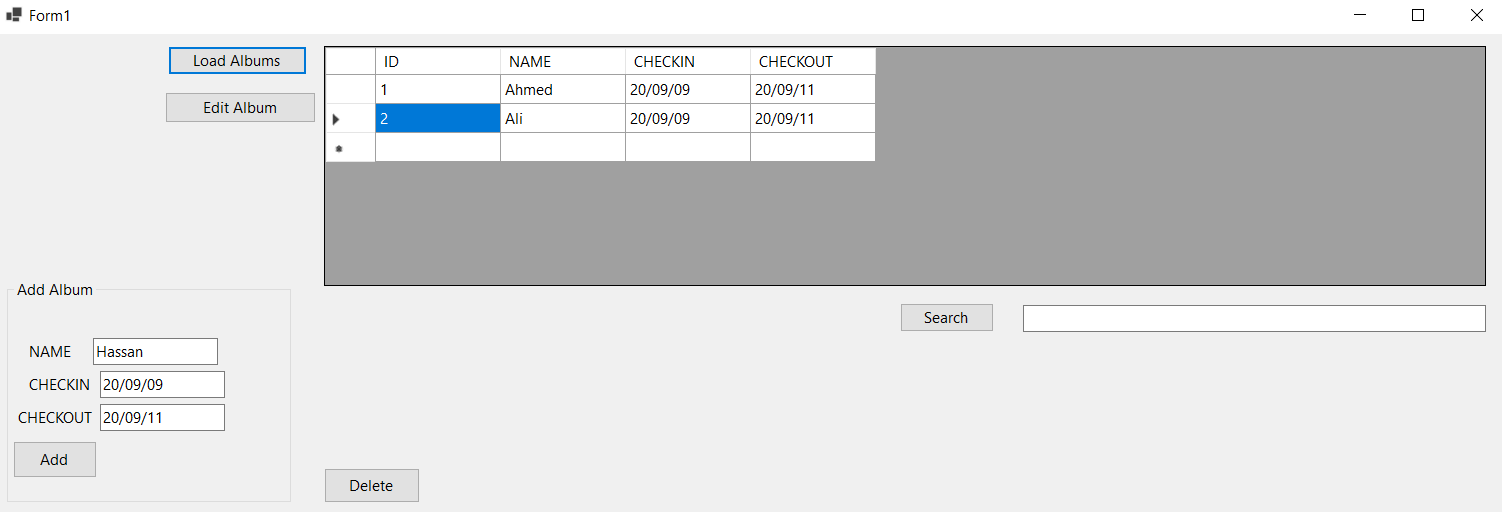 Form1
Load Albums
Edit Album
ID NAME CHECKIN CHECKOUT
1 Ahmed 20/09/09 20/09/11
2 Ali 20/09/09 20/09/11
Add Album
NAME Hassan
CHECKIN 20/09/09
CHECKOUT 20/09/11
Add
Search
Delete